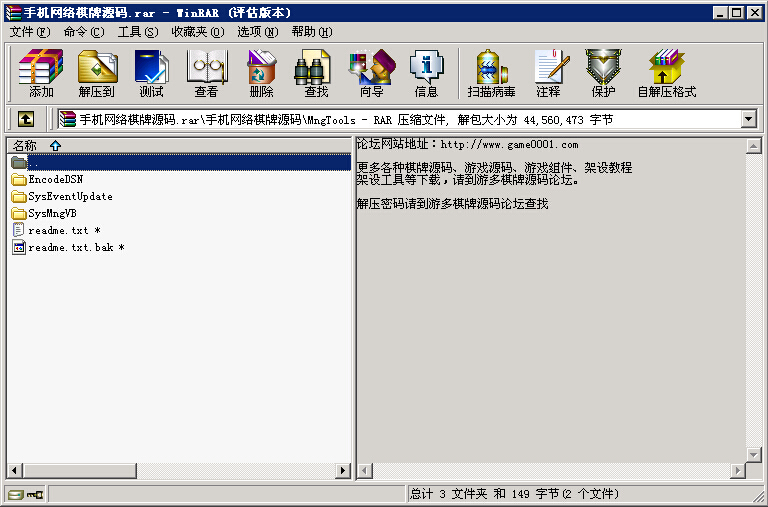 手机网络棋牌源码.rar - WinRAR (评估版本)
文件(F) 命令(C) 工具(S) 收藏夹(O) 选项(N) 帮助(H)
添加 解压到 测试 查看 删除 查找 向导 信息 扫描病毒 注释 保护 自解压格式
手机网络棋牌源码.rar\手机网络棋牌源码\MngTools - RAR 压缩文件, 解包大小为 44,560,473 字节
名称
..
EncodeDSN
SysEventUpdate
SysMngVB
readme.txt *
readme.txt.bak *
论坛网站地址：http://www.game0001.com
更多各种棋牌源码、游戏源码、游戏组件、架设教程
架设工具等下载，请到游多棋牌源码论坛。
解压密码请到游多棋牌源码论坛查找
总计 3 文件夹 和 149 字节(2 个文件)